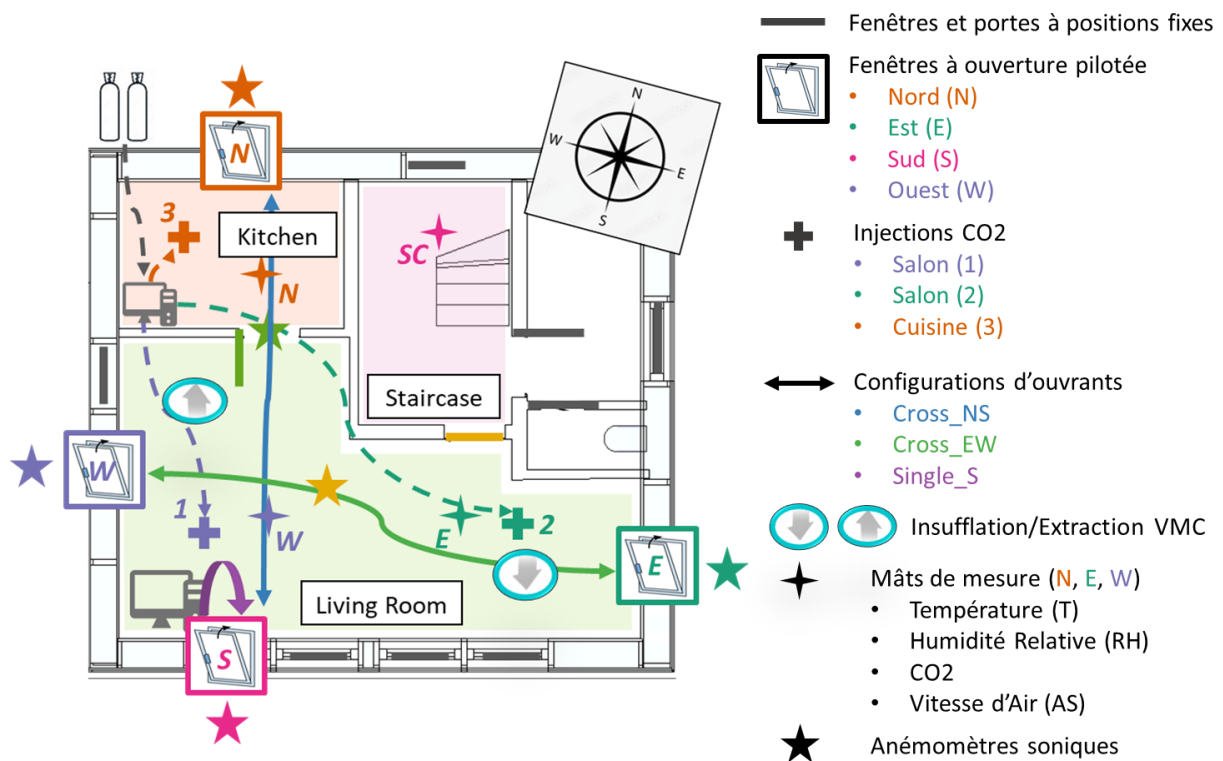 N
W
E
S
N
3
Kitchen
N
SC
Staircase
W
1
W
E
2
E
Living Room
S
Fenêtres et portes à positions fixes
Fenêtres à ouverture pilotée
• Nord (N)
• Est (E)
• Sud (S)
• Ouest (W)
Injections CO2
• Salon (1)
• Salon (2)
• Cuisine (3)
Configurations d'ouvrants
• Cross_NS
• Cross_EW
• Single_S
Insufflation/Extraction VMC
Mâts de mesure (N, E, W)
• Température (T)
• Humidité Relative (RH)
• CO2
• Vitesse d'Air (AS)
Anémomètres soniques